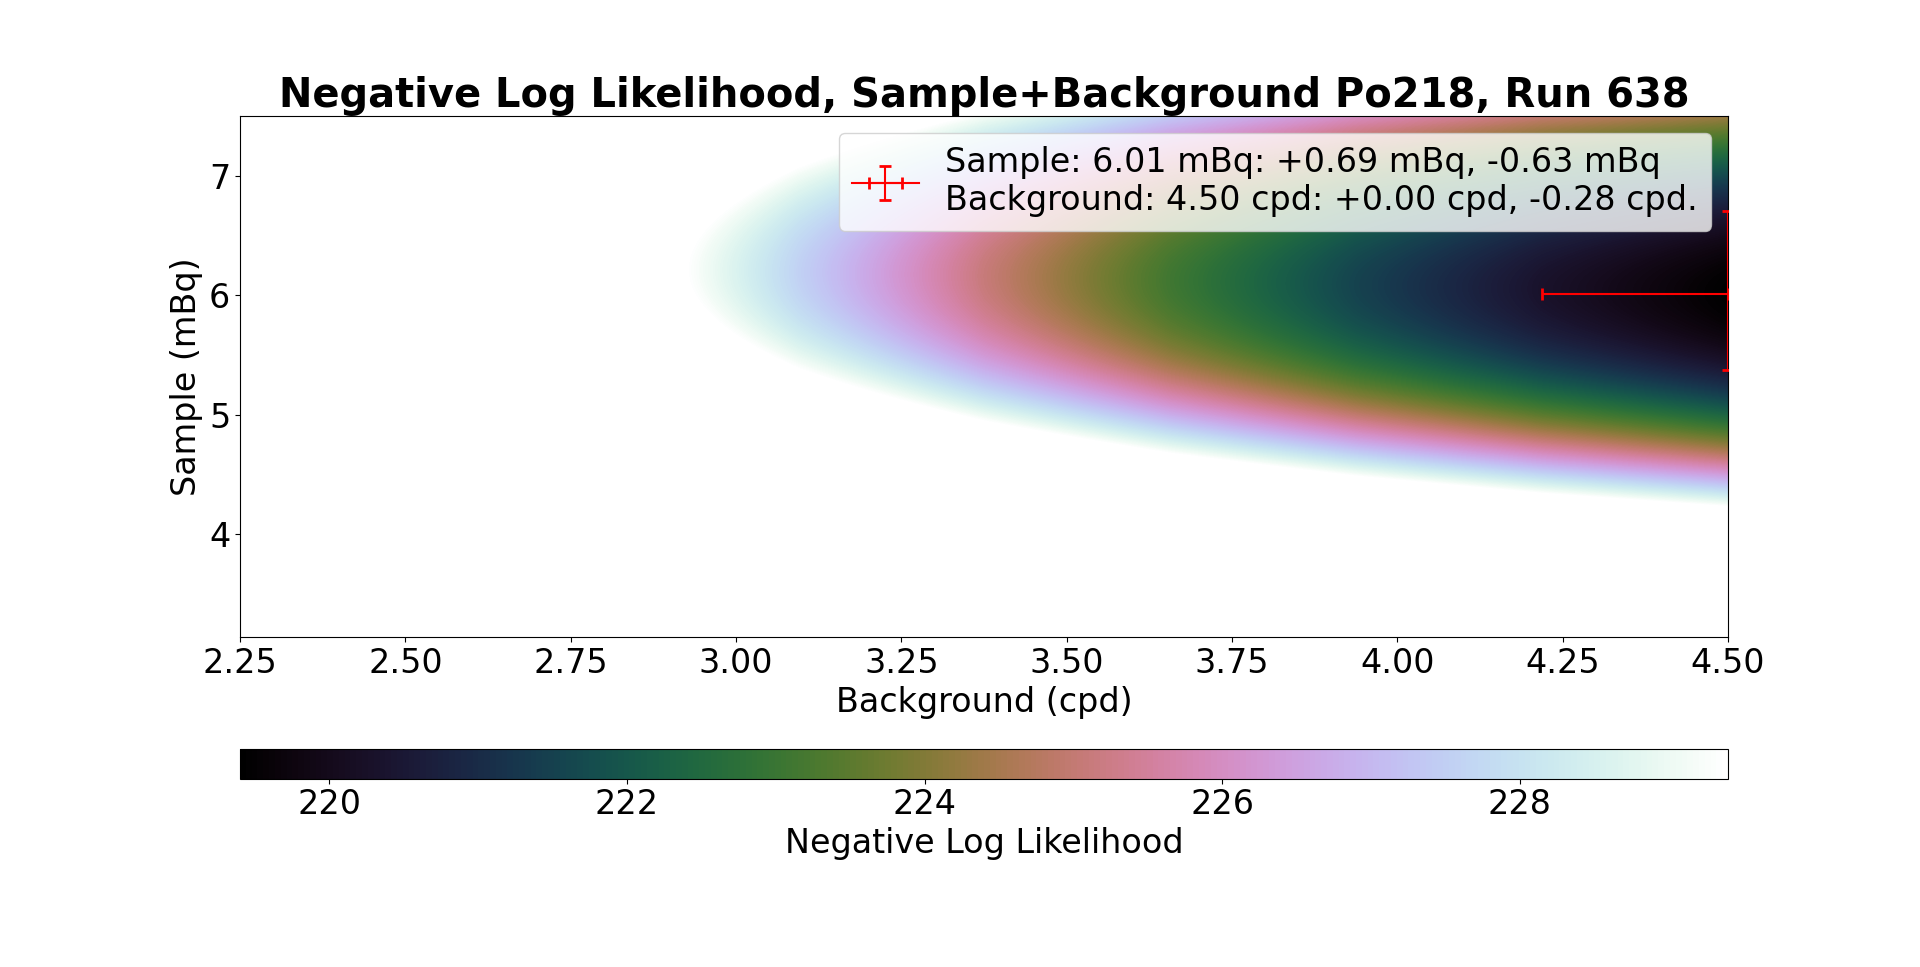 Negative Log Likelihood, Sample+Background Po218, Run 638
Sample: 6.01 mBq: +0.69 mBq, -0.63 mBq
Background: 4.50 cpd: +0.00 cpd, -0.28 cpd.
Sample (mBq)
7
6
5
4
2.25 2.50 2.75 3.00 3.25 3.50 3.75 4.00 4.25 4.50
Background (cpd)
220 222 224 226 228
Negative Log Likelihood